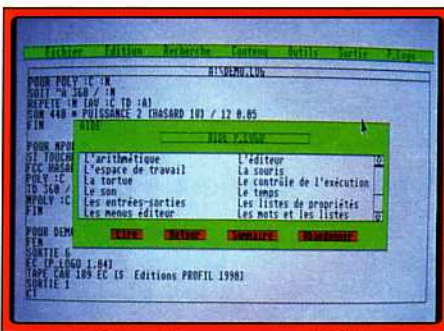 Fichier Edition Recherche Contenu Outils Sortie P.Logo
A:\DEMO.LOG
POUR POLY :C :N
SOIT "A 360 / :N
REPETE :N [AV :C TD :A]
SON 440 * PUISSANCE 2 (HASARD 10) / 12 0.05
FIN
AIDE
AIDE P.LOGO
POUR MPO
SI TOUCH
FCC HASA
POLY :C
TD 360 /
MPOLY :C
FIN
L'arithmétique
L'espace de travail
La tortue
Le son
Les entrées-sorties
Les menus éditeur
L'éditeur
La souris
Le contrôle de l'exécution
Le temps
Les listes de propriétés
Les mots et les listes
Lire Retour Sommaire Abandonner
POUR DEM
FEN
SORTIE 6
EC [P.LOGO 1.04]
TAPE CAR 189 EC [S Editions PROFIL 1990]
SORTIE 1
CT